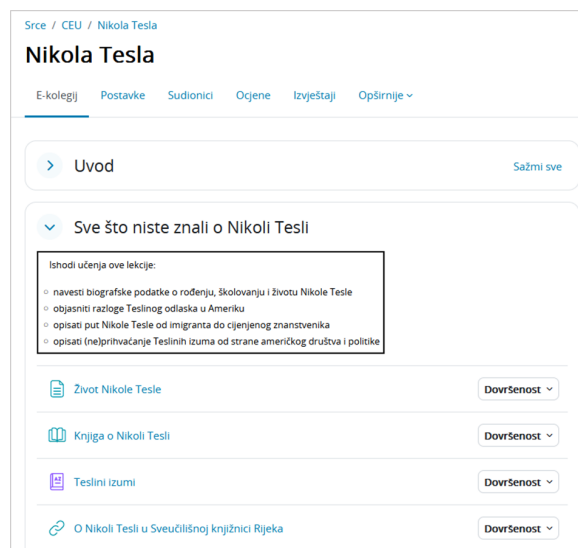 Srce / CEU / Nikola Tesla
Nikola Tesla
E-kolegij Postavke Sudionici Ocjene Izvještaji Opširnije
Uvod Sažmi sve
Sve što niste znali o Nikoli Tesli
Ishodi učenja ove lekcije:
navesti biografske podatke o rođenju, školovanju i životu Nikole Tesle
objasniti razloge Teslinog odlaska u Ameriku
opisati put Nikole Tesle od imigranta do cijenjenog znanstvenika
opisati (ne)prihvaćanje Teslinih izuma od strane američkog društva i politike
Život Nikole Tesle Dovršenost
Knjiga o Nikoli Tesli Dovršenost
AZ Teslini izumi Dovršenost
O Nikoli Tesli u Sveučilišnoj knjižnici Rijeka Dovršenost